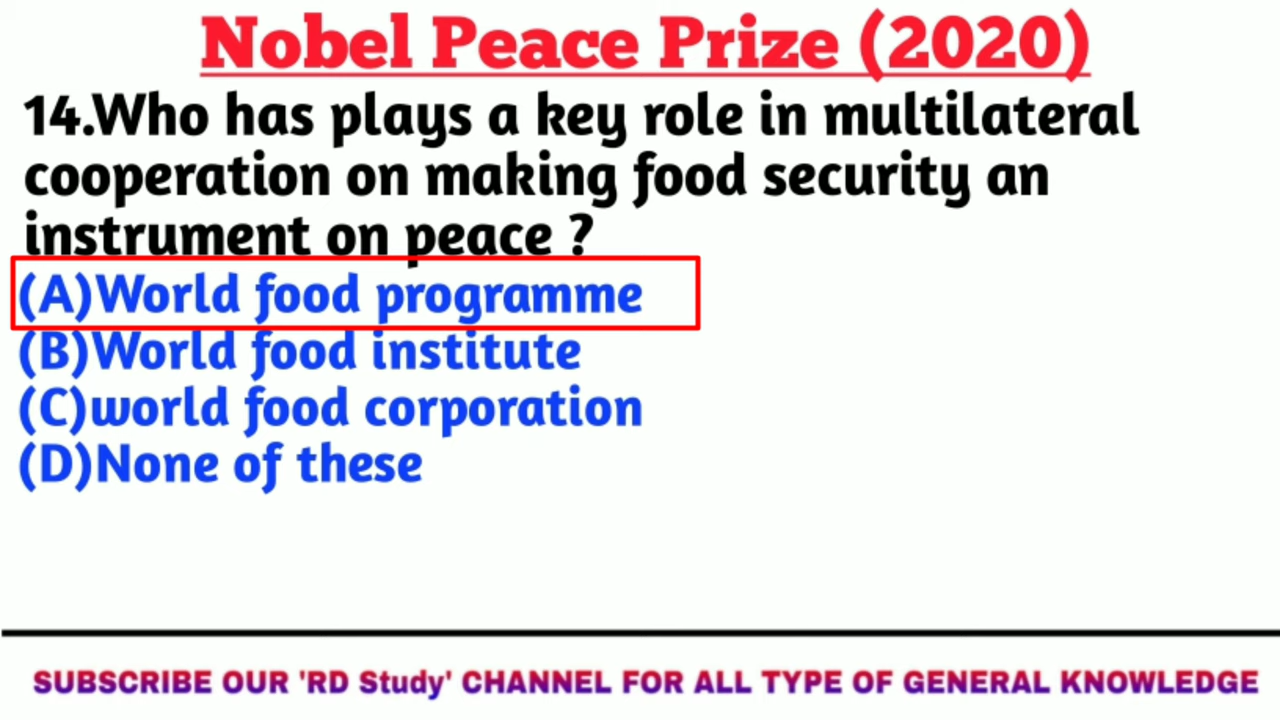 Nobel Peace Prize (2020)
14.Who has plays a key role in multilateral
cooperation on making food security an
instrument on peace ?
(A)World food programme
(B)World food institute
(C)world food corporation
(D)None of these
SUBSCRIBE OUR 'RD Study' CHANNEL FOR ALL TYPE OF GENERAL KNOWLEDGE